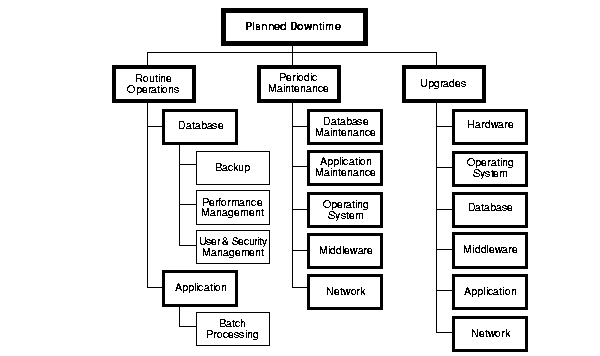 Planned Downtime
Routine
Operations
Database
Backup
Performance
Management
User & Security
Management
Application
Batch
Processing
Periodic
Maintenance
Database
Maintenance
Application
Maintenance
Operating
System
Middleware
Network
Upgrades
Hardware
Operating
System
Database
Middleware
Application
Network